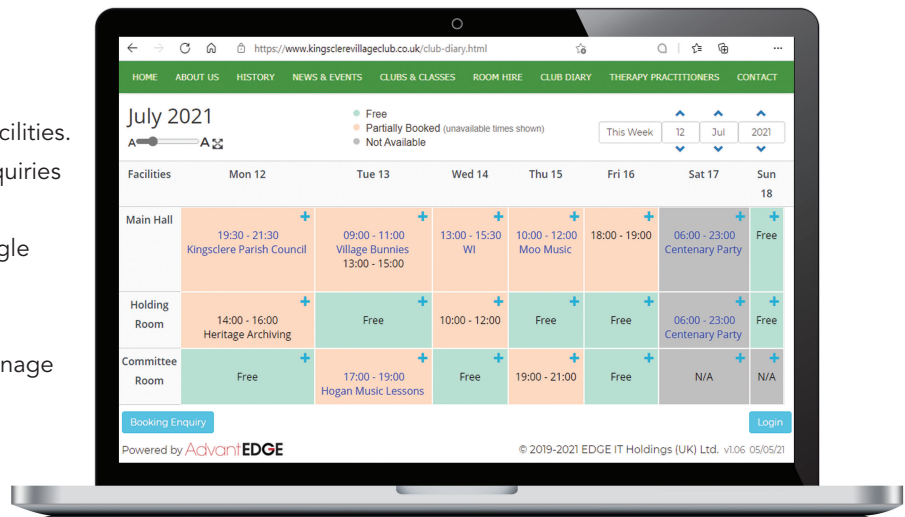 cilities.
quiries
gle
nage
https://www.kingsclerevillageclub.co.uk/club-diary.html
HOME ABOUT US HISTORY NEWS & EVENTS CLUBS & CLASSES ROOM HIRE CLUB DIARY THERAPY PRACTITIONERS CONTACT
July 2021
A A
Free
Partially Booked (unavailable times shown)
Not Available
This Week 12 Jul 2021
Facilities Mon 12 Tue 13 Wed 14 Thu 15 Fri 16 Sat 17 Sun
18
Main Hall
19:30 - 21:30
Kingsclere Parish Council
09:00 - 11:00
Village Bunnies
13:00 - 15:00
13:00 - 15:30
WI
10:00 - 12:00
Moo Music
18:00 - 19:00
06:00 - 23:00
Centenary Party
Free
Holding
Room
14:00 - 16:00
Heritage Archiving
Free
10:00 - 12:00
Free
Free
06:00 - 23:00
Centenary Party
Free
Committee
Room
Free
17:00 - 19:00
Hogan Music Lessons
Free
19:00 - 21:00
Free
N/A
N/A
Booking Enquiry
Login
Powered by AdvantEDGE
© 2019-2021 EDGE IT Holdings (UK) Ltd. v1.06 05/05/21